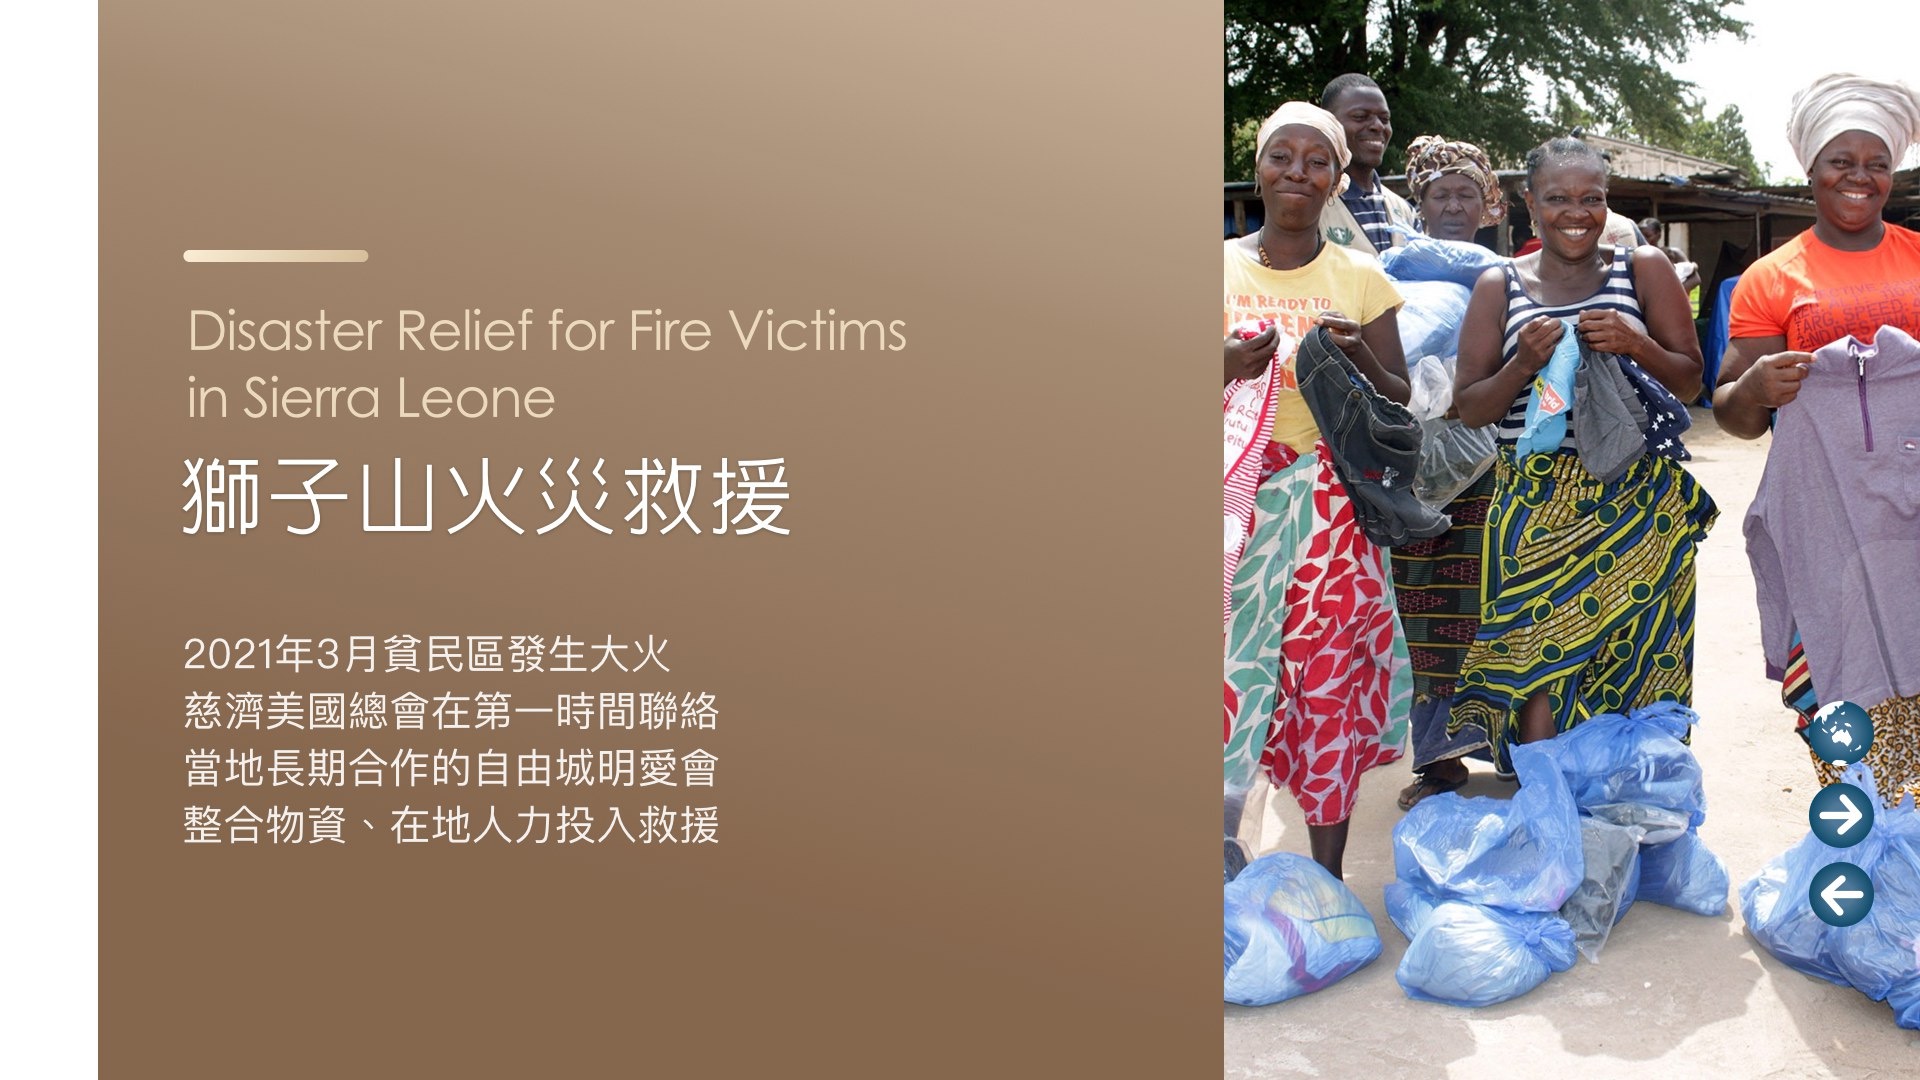 Disaster Relief for Fire Victims
in Sierra Leone
獅子山火災救援
2021年3月貧民區發生大火
慈濟美國總會在第一時間聯絡
當地長期合作的自由城明愛會
整合物資、在地人力投入救援
I'M READY TO
LISTEN